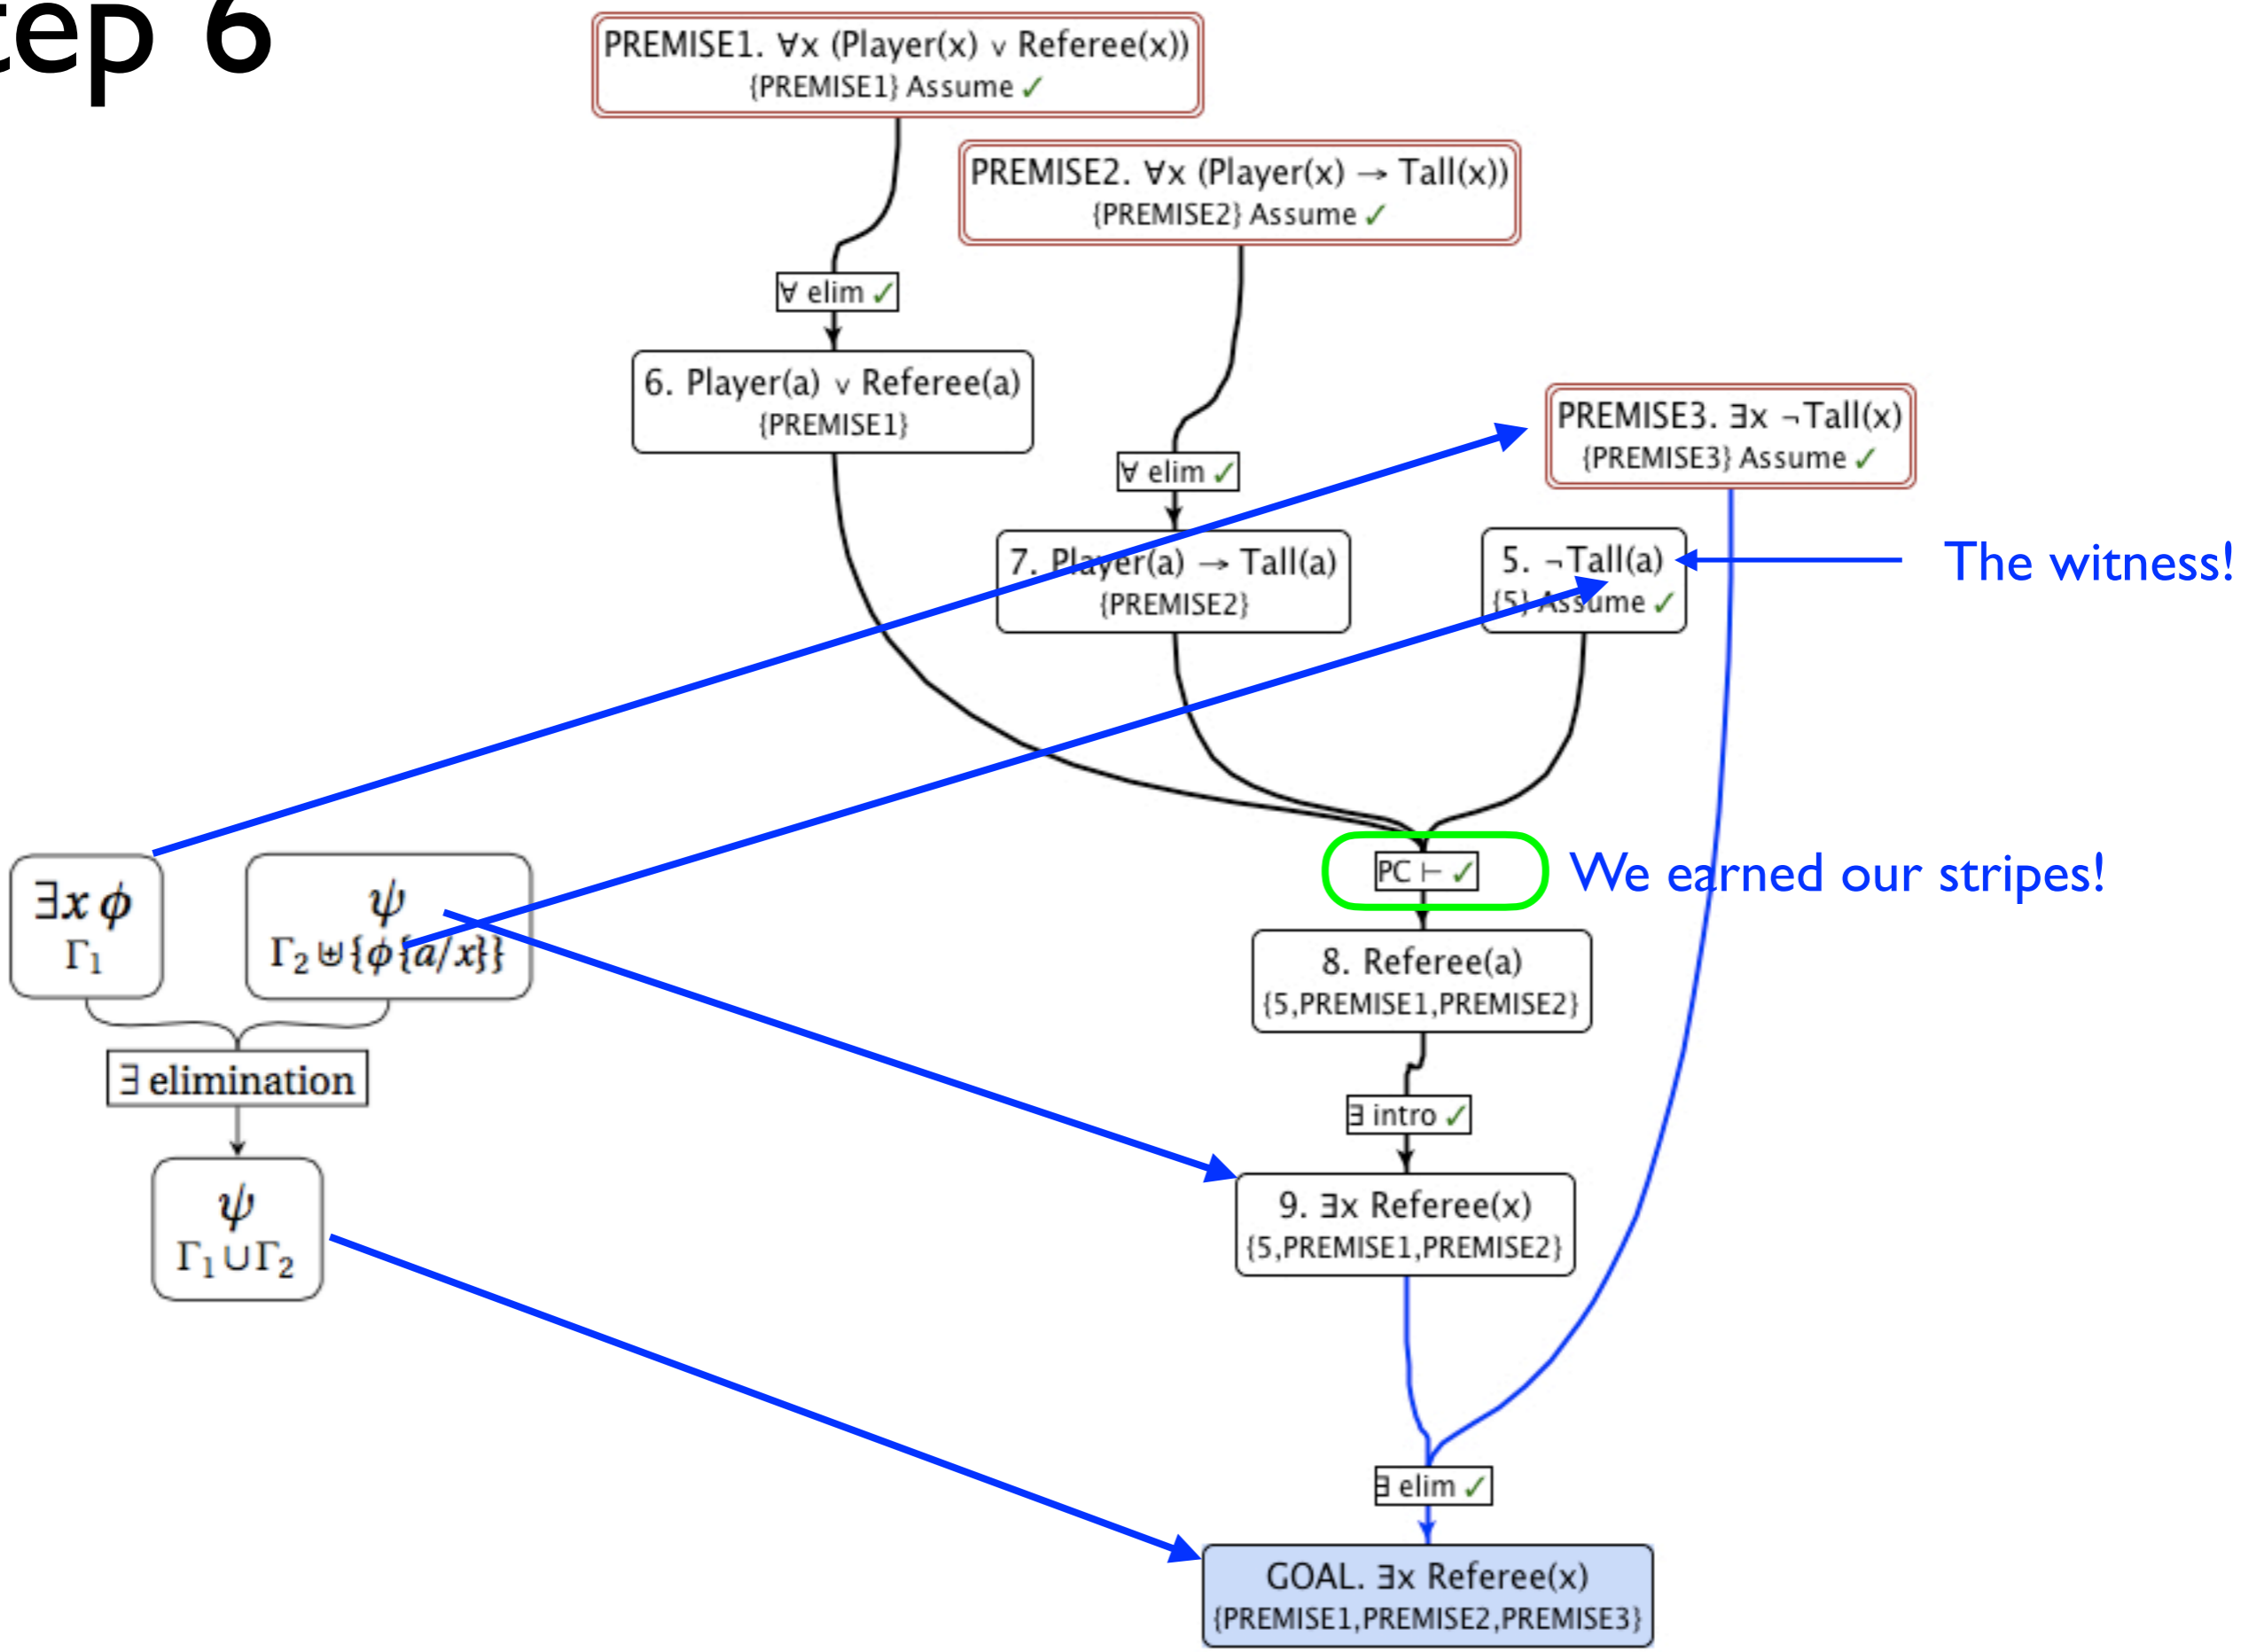 tep 6
PREMISE1. ∀x (Player(x) ∨ Referee(x))
{PREMISE1} Assume ✓
PREMISE2. ∀x (Player(x) → Tall(x))
{PREMISE2} Assume ✓
∀ elim ✓
6. Player(a) ∨ Referee(a)
{PREMISE1}
PREMISE3. ∃x ¬Tall(x)
{PREMISE3} Assume ✓
∀ elim ✓
7. Player(a) → Tall(a)
{PREMISE2}
5. ¬Tall(a)
{5} Assume ✓
The witness!
PC ⊢ ✓
We earned our stripes!
∃x ϕ
Γ₁
ψ
Γ₂ ⊎ {ϕ{a/x}}
∃ elimination
ψ
Γ₁ ∪ Γ₂
8. Referee(a)
{5,PREMISE1,PREMISE2}
∃ intro ✓
9. ∃x Referee(x)
{5,PREMISE1,PREMISE2}
∃ elim ✓
GOAL. ∃x Referee(x)
{PREMISE1,PREMISE2,PREMISE3}